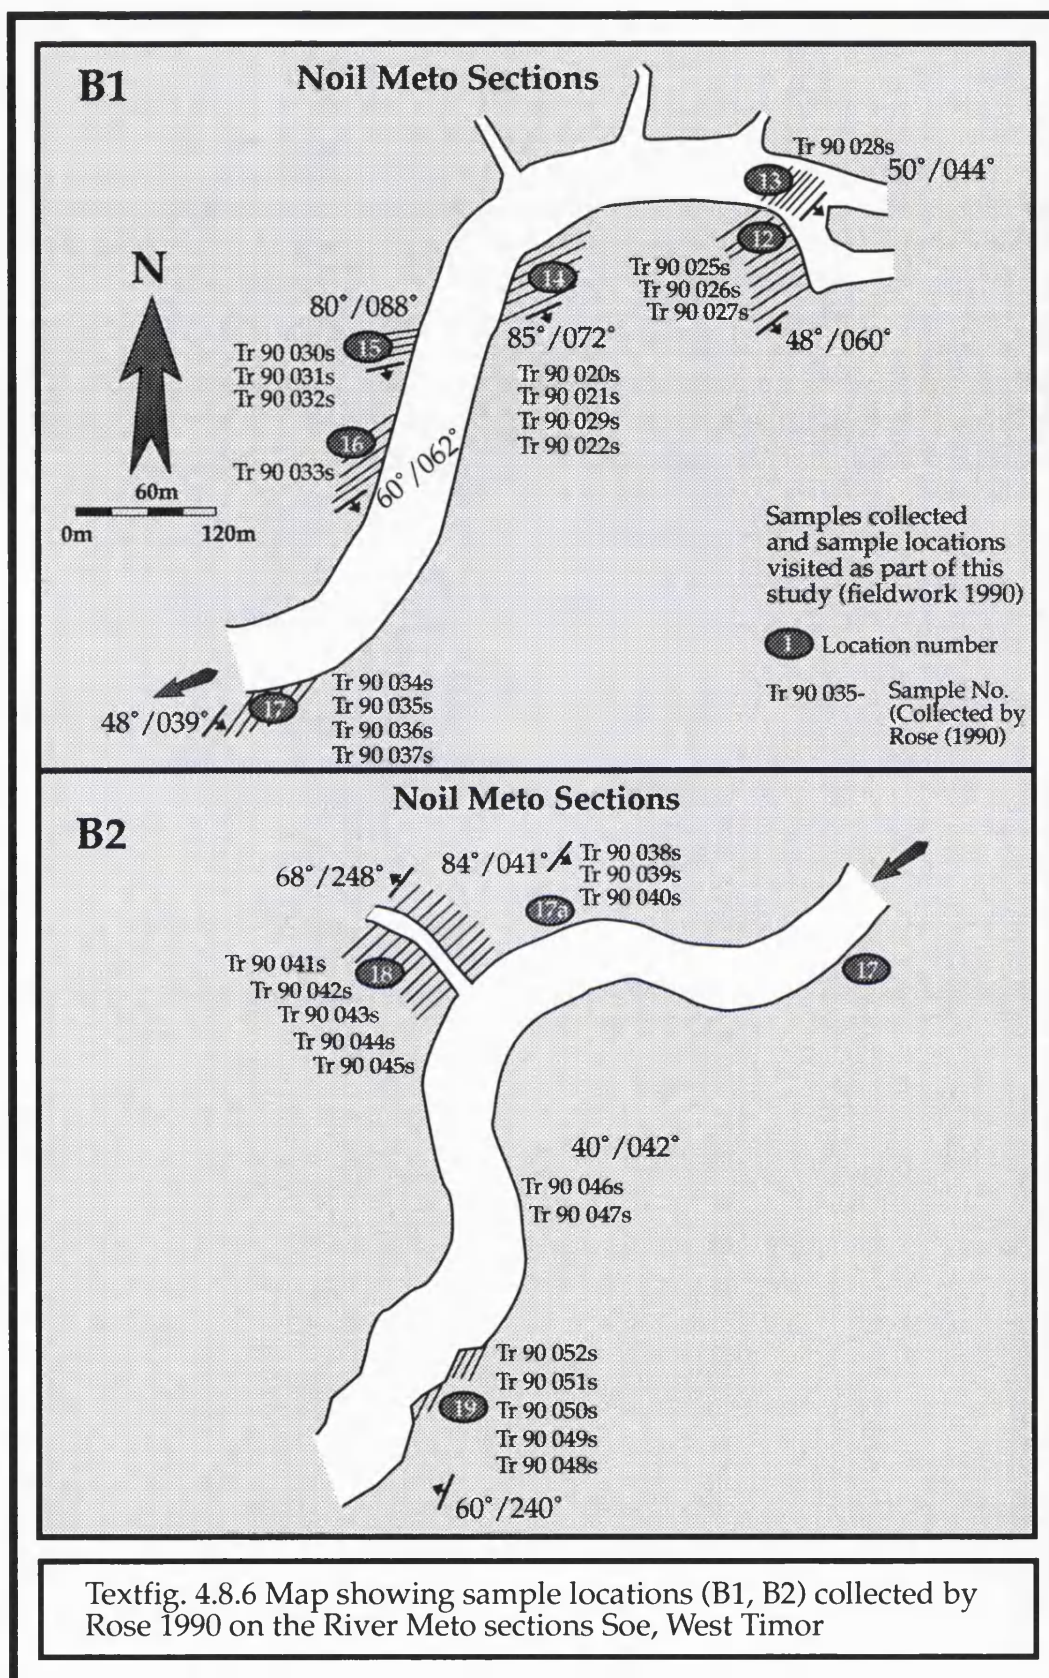 B1
Noil Meto Sections
Tr 90 028s
50°/044°
13
12
N
14
Tr 90 025s
Tr 90 026s
Tr 90 027s
80°/088°
15
85°/072°
48°/060°
Tr 90 030s
Tr 90 031s
Tr 90 032s
Tr 90 020s
Tr 90 021s
Tr 90 029s
Tr 90 022s
16
Tr 90 033s
60°/062°
60m
0m 120m
Samples collected
and sample locations
visited as part of this
study (fieldwork 1990)
1 Location number
Tr 90 035- Sample No.
(Collected by
Rose (1990)
17
48°/039°
Tr 90 034s
Tr 90 035s
Tr 90 036s
Tr 90 037s
Noil Meto Sections
B2
68°/248°
84°/041°
Tr 90 038s
Tr 90 039s
Tr 90 040s
17a
17
18
Tr 90 041s
Tr 90 042s
Tr 90 043s
Tr 90 044s
Tr 90 045s
40°/042°
Tr 90 046s
Tr 90 047s
19
Tr 90 052s
Tr 90 051s
Tr 90 050s
Tr 90 049s
Tr 90 048s
60°/240°
Textfig. 4.8.6 Map showing sample locations (B1, B2) collected by
Rose 1990 on the River Meto sections Soe, West Timor